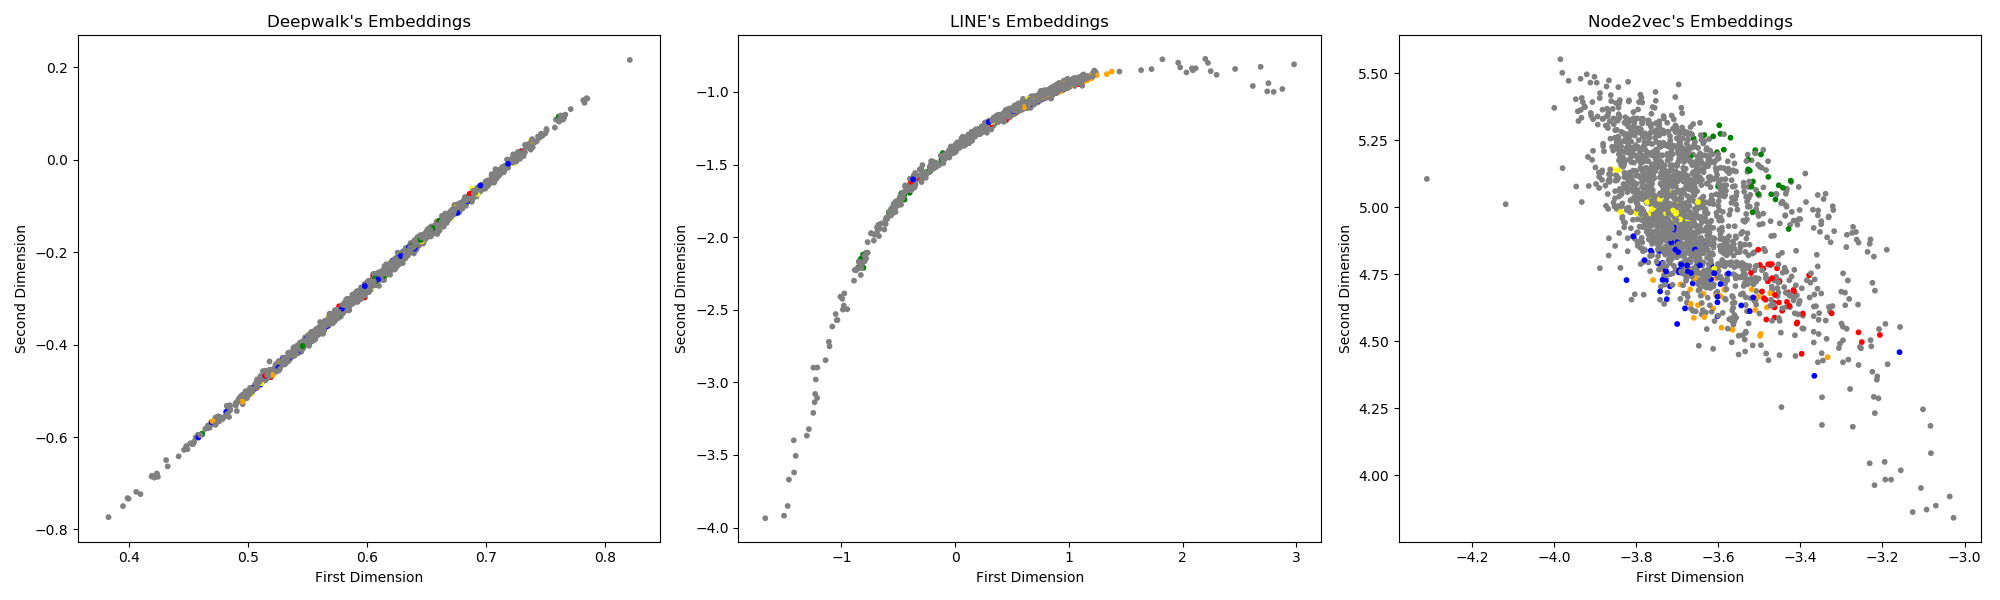 Deepwalk's Embeddings
0.2
0.0
−0.2
−0.4
−0.6
−0.8
Second Dimension
0.4 0.5 0.6 0.7 0.8
First Dimension
LINE's Embeddings
−1.0
−1.5
−2.0
−2.5
−3.0
−3.5
−4.0
Second Dimension
−1 0 1 2 3
First Dimension
Node2vec's Embeddings
5.50
5.25
5.00
4.75
4.50
4.25
4.00
Second Dimension
−4.2 −4.0 −3.8 −3.6 −3.4 −3.2 −3.0
First Dimension